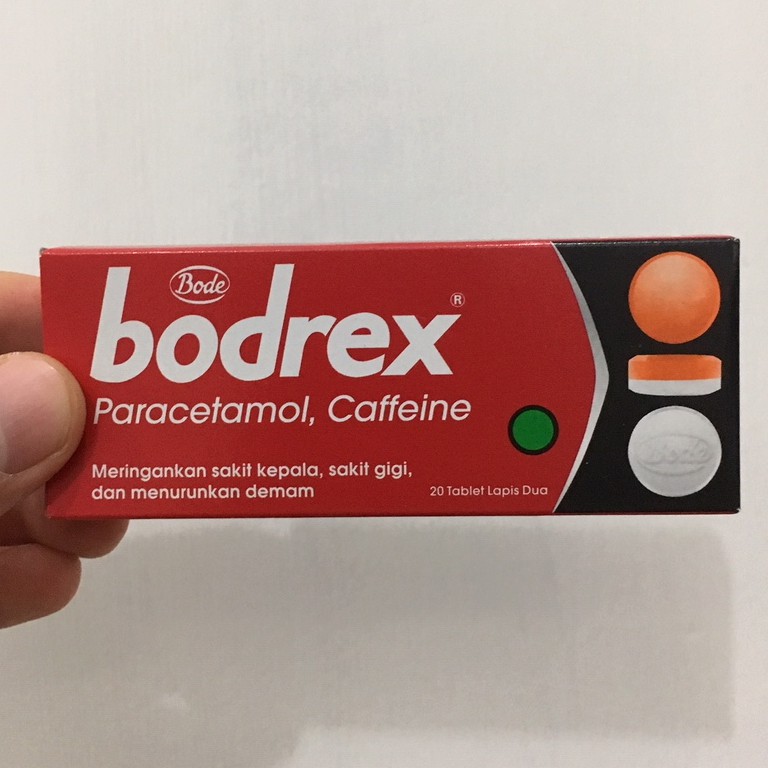 Bode
bodrex®
Paracetamol, Caffeine
Meringankan sakit kepala, sakit gigi,
dan menurunkan demam
20 Tablet Lapis Dua
Bode